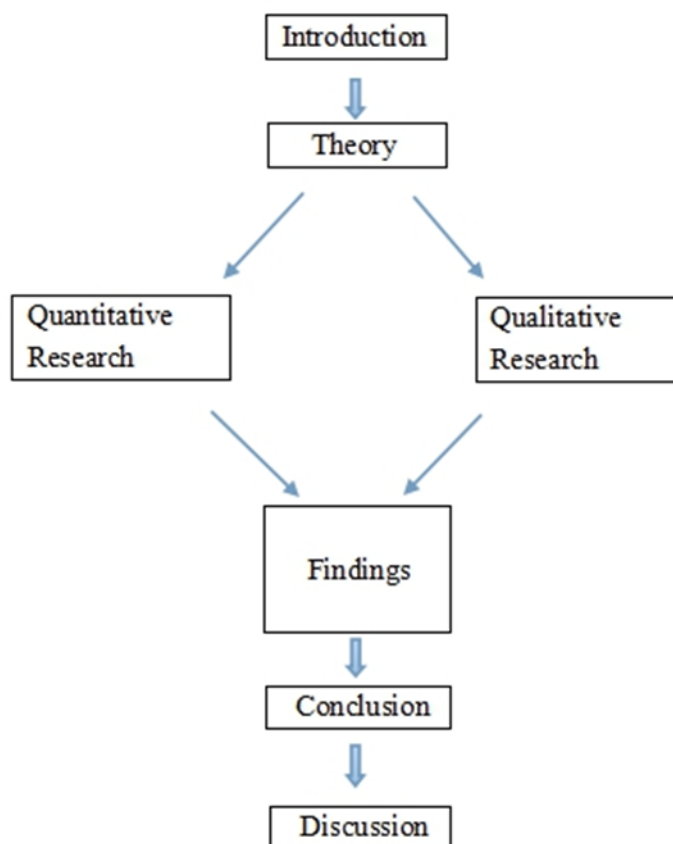 Introduction
Theory
Quantitative
Research
Qualitative
Research
Findings
Conclusion
Discussion